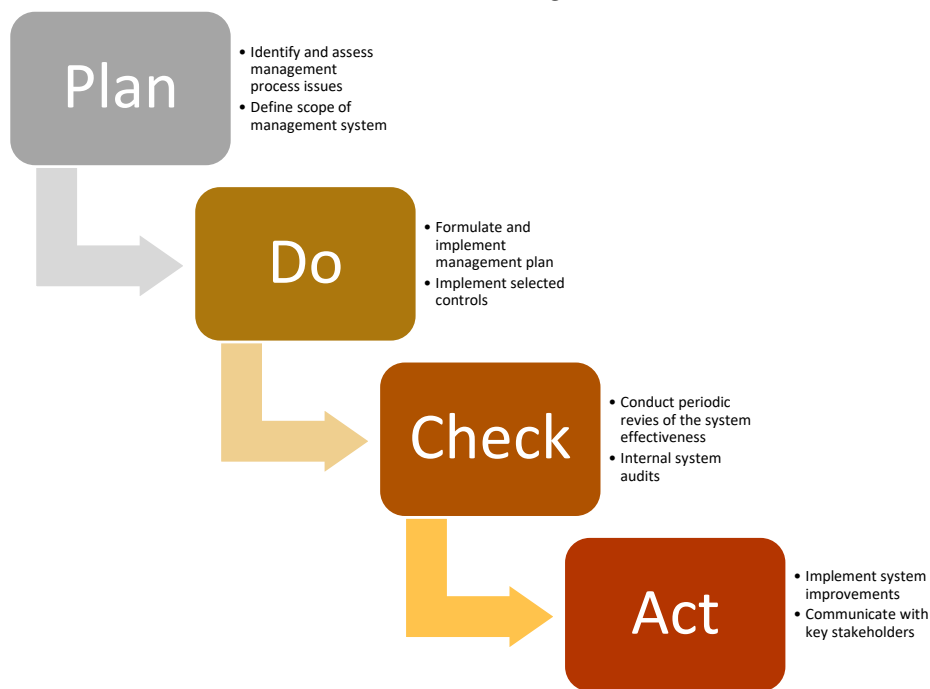 Plan
• Identify and assess
management
process issues
• Define scope of
management system
Do
• Formulate and
implement
management plan
• Implement selected
controls
Check
• Conduct periodic
revies of the system
effectiveness
• Internal system
audits
Act
• Implement system
improvements
• Communicate with
key stakeholders